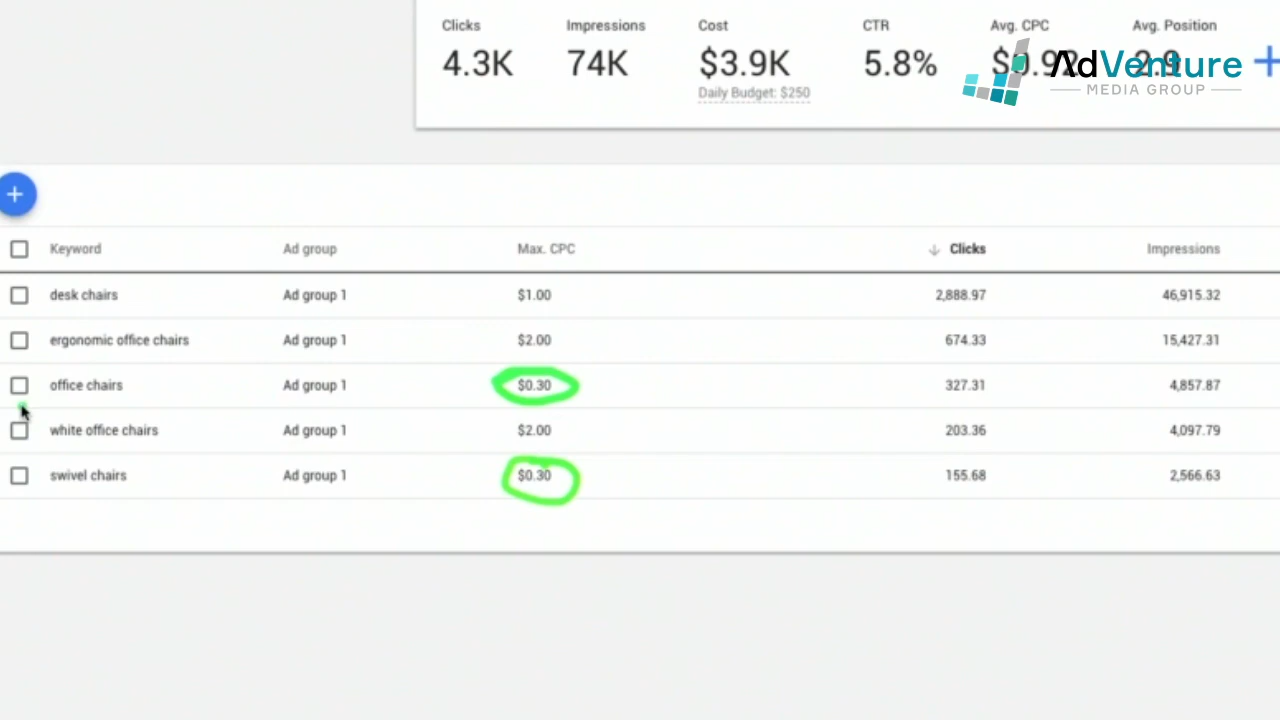 Clicks Impressions Cost CTR Avg. CPC Avg. Position
4.3K 74K $3.9K 5.8% $0.92 2.9
Daily Budget: $250
AdVenture
MEDIA GROUP
Keyword Ad group Max. CPC Clicks Impressions
desk chairs Ad group 1 $1.00 2,888.97 46,915.32
ergonomic office chairs Ad group 1 $2.00 674.33 15,427.31
office chairs Ad group 1 $0.30 327.31 4,857.87
white office chairs Ad group 1 $2.00 203.36 4,097.79
swivel chairs Ad group 1 $0.30 155.68 2,566.63